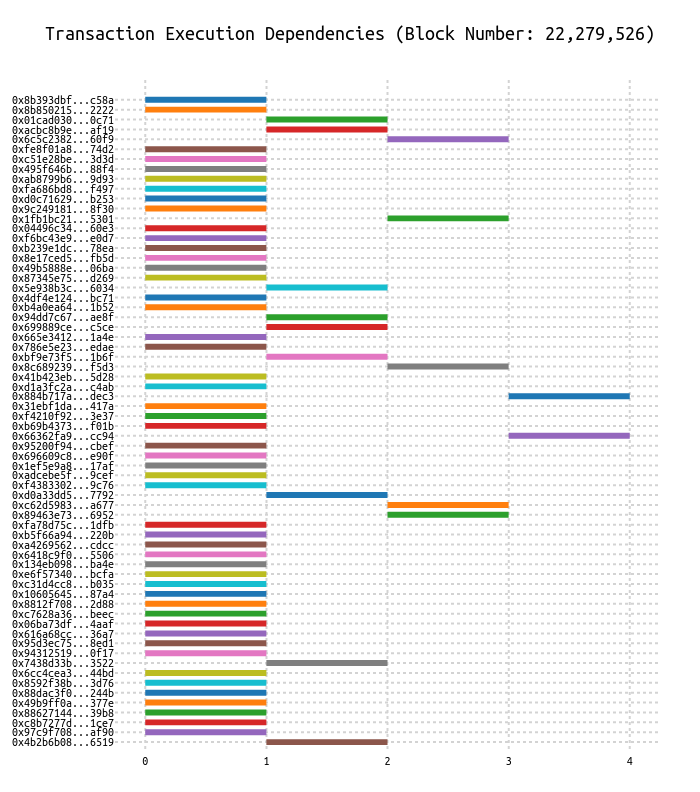 Transaction Execution Dependencies (Block Number: 22,279,526)
0x8b393dbf...c58a
0x8b850215...2222
0x01cad030...0c71
0xacbc8b9e...af19
0x6c5c2382...60f9
0xfe8f01a8...74d2
0xc51e28be...3d3d
0x495f646b...88f4
0xab8799b6...9d93
0xfa686bd8...f497
0xd0c71629...b253
0x9c249181...8f30
0x1fb1bc21...5301
0x04496c34...60e3
0xf6bc43e9...e0d7
0xb239e1dc...78ea
0x8e17ced5...fb5d
0x49b5888e...06ba
0x87345e75...d269
0x5e938b3c...6034
0x4df4e124...bc71
0xb4a0ea64...1b52
0x94dd7c67...ae8f
0x699889ce...c5ce
0x665e3412...1a4e
0x786e5e23...edae
0xbf9e73f5...1b6f
0x8c689239...f5d3
0x41b423eb...5d28
0xd1a3fc2a...c4ab
0x884b717a...dec3
0x31ebf1da...417a
0xf4210f92...3e37
0xb69b4373...f01b
0x66362fa9...cc94
0x95200f94...cbef
0x696609c8...e90f
0x1ef5e9a8...17af
0xadcebe5f...9cef
0xf4383302...9c76
0xd0a33dd5...7792
0xc62d5983...a677
0x89463e73...6952
0xfa78d75c...1dfb
0xb5f66a94...220b
0xa4269562...cdcc
0x6418c9f0...5506
0x134eb098...ba4e
0xe6f57340...bcfa
0xc31d4cc8...b035
0x10605645...87a4
0x8812f708...2d88
0xc7628a36...beec
0x06ba73df...4aaf
0x616a68cc...36a7
0x95d3ec75...8ed1
0x94312519...0f17
0x7438d33b...3522
0x6cc4cea3...44bd
0x8592f38b...3d76
0x88dac3f0...244b
0x49b9ff0a...377e
0x88627144...39b8
0xc8b7277d...1ce7
0x97c9f708...af90
0x4b2b6b08...6519
0 1 2 3 4